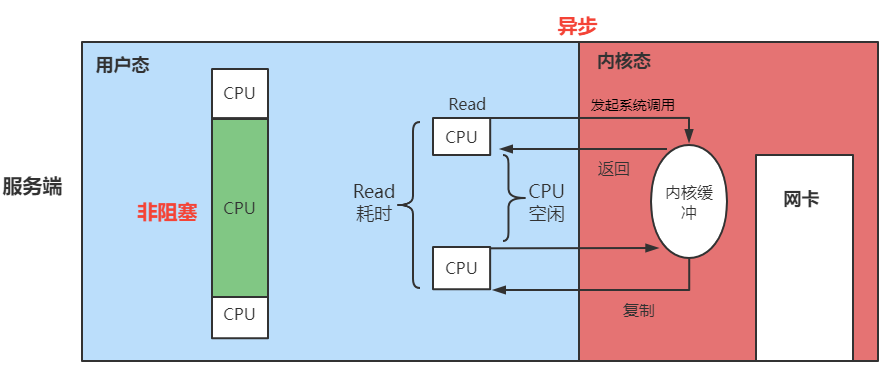 异步
用户态
内核态
CPU
Read
发起系统调用
CPU
返回
服务端
非阻塞
CPU
Read
耗时
CPU
空闲
内核缓
冲
网卡
CPU
复制
CPU